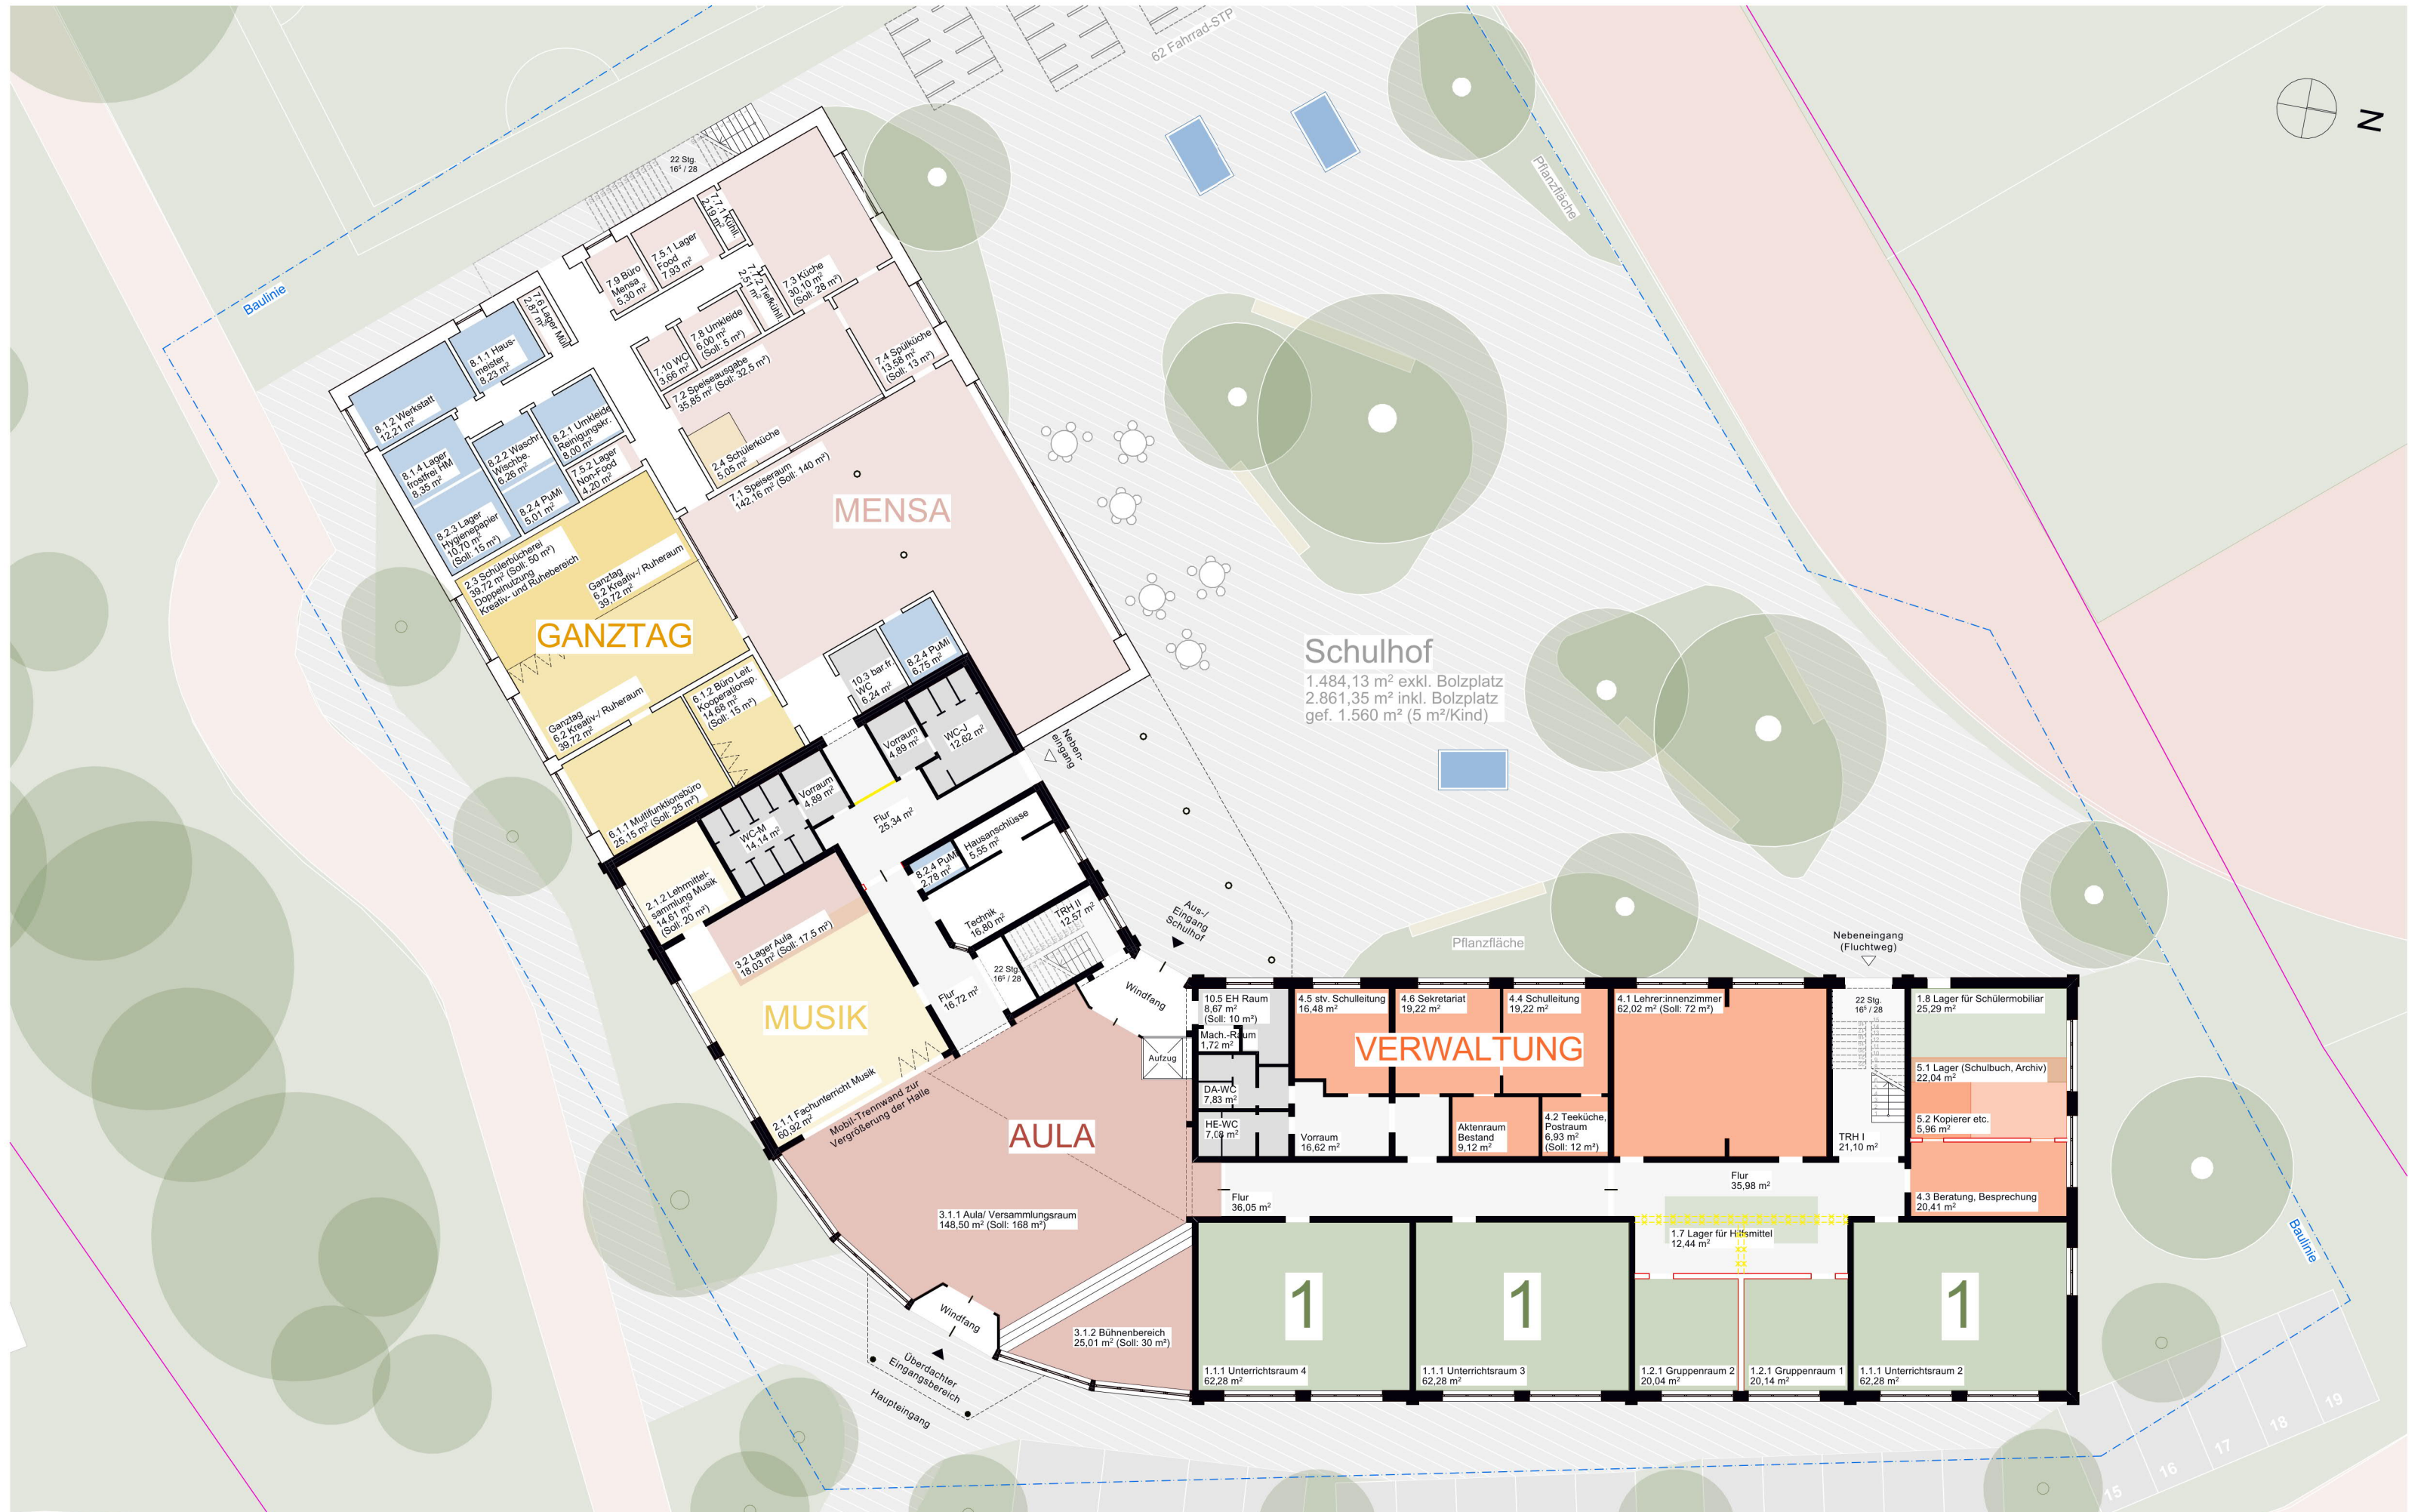 62 Fahrrad-STP
N
Baulinie
Pflanzfläche
22 Stg.
16⁵ / 28
7.7.1 Kühll.
2,19 m²
7.5.1 Lager
Food
7,93 m²
7.9 Büro
Mensa
5,30 m²
7.7.2 Tiefkühll.
2,51 m²
7.3 Küche
30,10 m²
(Soll: 28 m²)
7.6 Lager Müll
2,87 m²
7.8 Umkleide
6,00 m²
(Soll: 5 m²)
7.10 WC
3,66 m²
7.4 Spülküche
13,58 m²
(Soll: 13 m²)
7.2 Speiseausgabe
35,85 m² (Soll: 32,5 m²)
8.1.1 Haus-
meister
8,23 m²
8.1.2 Werkstatt
12,21 m²
8.2.1 Umkleide
Reinigungskr.
8,00 m²
8.2.2 Waschr.
Wischbe.
6,26 m²
8.1.4 Lager
frostfrei HM
8,35 m²
7.5.2 Lager
Non-Food
4,20 m²
8.2.4 PuMi
5,01 m²
8.2.3 Lager
Hygienepapier
10,70 m²
(Soll: 15 m²)
2.4 Schülerküche
5,05 m²
7.1 Speiseraum
142,16 m² (Soll: 140 m²)
MENSA
2.3 Schülerbücherei
39,72 m² (Soll: 50 m²)
Doppelnutzung
Kreativ- und Ruhebereich
Ganztag
6.2 Kreativ-/ Ruheraum
39,72 m²
GANZTAG
Ganztag
6.2 Kreativ-/ Ruheraum
39,72 m²
6.1.2 Büro Leit.
Kooperationsp.
14,68 m²
(Soll: 15 m²)
6.1.1 Multifunktionsbüro
25,15 m² (Soll: 25 m²)
10.3 bar.fr.
WC
6,24 m²
8.2.4 PuMi
6,75 m²
Vorraum
4,89 m²
WC-J
12,62 m²
Neben-
eingang
Schulhof
1.484,13 m² exkl. Bolzplatz
2.861,35 m² inkl. Bolzplatz
gef. 1.560 m² (5 m²/Kind)
Vorraum
4,89 m²
WC-M
14,14 m²
Flur
25,34 m²
Hausanschlüsse
5,55 m²
8.2.4 PuMi
2,78 m²
Technik
16,80 m²
TRH II
12,57 m²
22 Stg.
16⁵ / 28
2.1.2 Lehrmittel-
sammlung Musik
14,61 m²
(Soll: 20 m²)
3.2 Lager Aula
18,03 m² (Soll: 17,5 m²)
MUSIK
Flur
16,72 m²
2.1.1 Fachunterricht Musik
60,92 m²
Mobil-Trennwand zur
Vergrößerung der Halle
Aus-/
Eingang
Schulhof
Windfang
Aufzug
AULA
3.1.1 Aula/ Versammlungsraum
148,50 m² (Soll: 168 m²)
3.1.2 Bühnenbereich
25,01 m² (Soll: 30 m²)
Windfang
Überdachter
Eingangsbereich
Haupteingang
Pflanzfläche
Nebeneingang
(Fluchtweg)
10.5 EH Raum
8,67 m²
(Soll: 10 m²)
Mach.-Raum
1,72 m²
DA-WC
7,83 m²
HE-WC
7,08 m²
4.5 stv. Schulleitung
16,48 m²
4.6 Sekretariat
19,22 m²
4.4 Schulleitung
19,22 m²
VERWALTUNG
4.1 Lehrer:innenzimmer
62,02 m² (Soll: 72 m²)
Vorraum
16,62 m²
Aktenraum
Bestand
9,12 m²
4.2 Teeküche,
Postraum
6,93 m²
(Soll: 12 m²)
22 Stg.
16⁵ / 28
TRH I
21,10 m²
1.8 Lager für Schülermobiliar
25,29 m²
5.1 Lager (Schulbuch, Archiv)
22,04 m²
5.2 Kopierer etc.
5,96 m²
4.3 Beratung, Besprechung
20,41 m²
Flur
36,05 m²
Flur
35,98 m²
1.7 Lager für Hilfsmittel
12,44 m²
1
1.1.1 Unterrichtsraum 4
62,28 m²
1
1.1.1 Unterrichtsraum 3
62,28 m²
1.2.1 Gruppenraum 2
20,04 m²
1.2.1 Gruppenraum 1
20,14 m²
1
1.1.1 Unterrichtsraum 2
62,28 m²
Baulinie
15
16
17
18
19